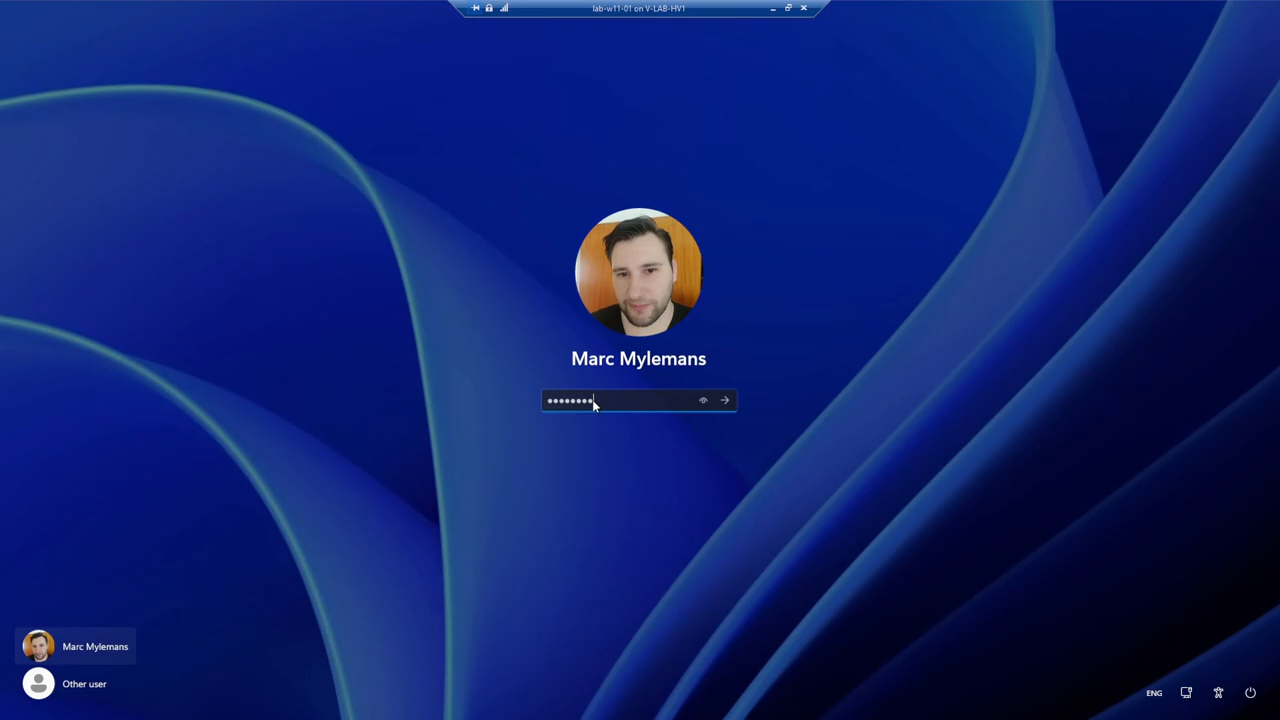 lab-w11-01 on V-LAB-HV1
Marc Mylemans
Marc Mylemans
Other user
ENG